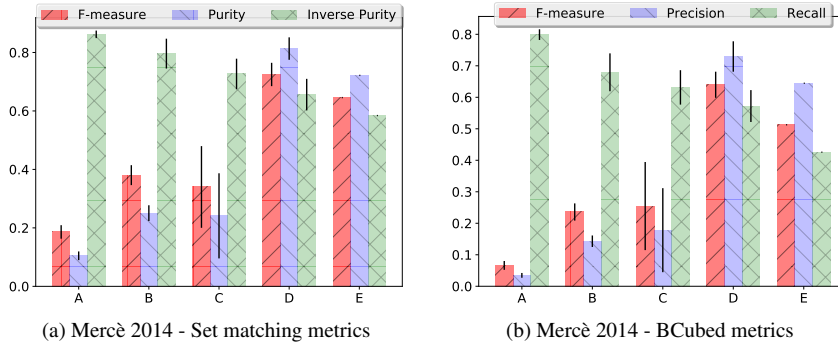 F-measure Purity Inverse Purity
0.8
0.6
0.4
0.2
0.0
A B C D E
(a) Mercè 2014 - Set matching metrics
F-measure Precision Recall
0.8
0.7
0.6
0.5
0.4
0.3
0.2
0.1
0.0
A B C D E
(b) Mercè 2014 - BCubed metrics